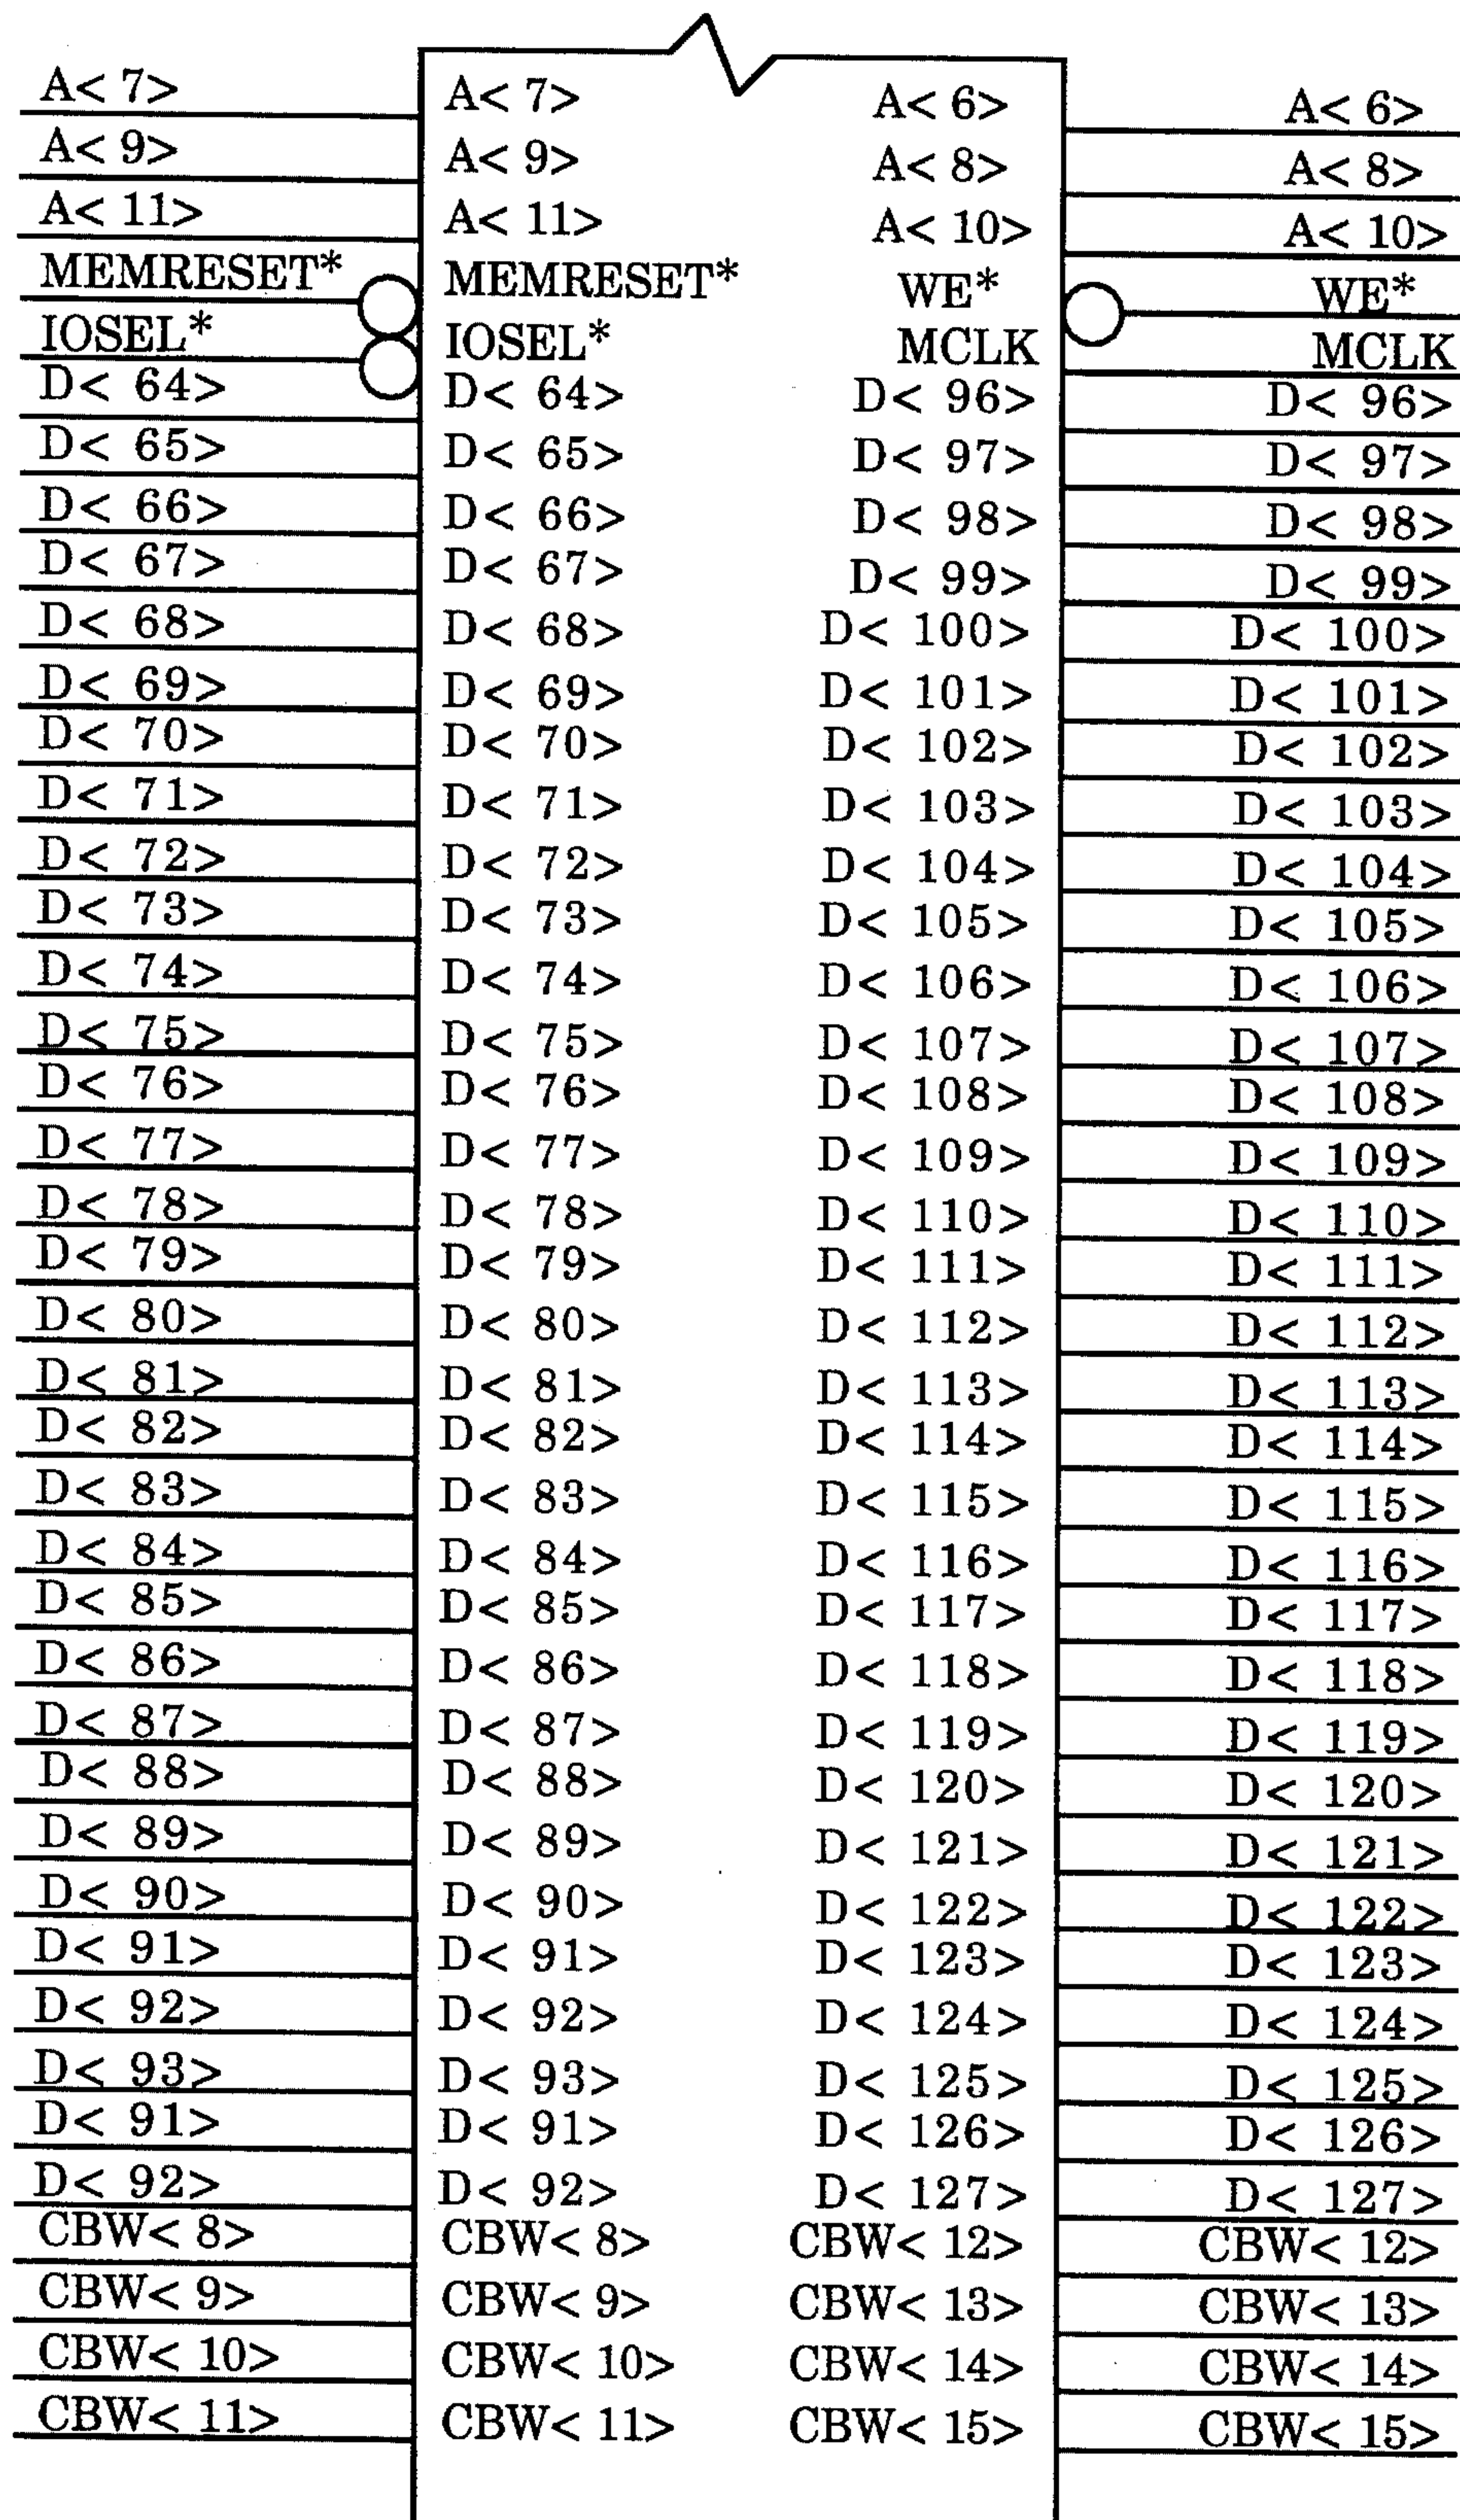 A< 7> A< 7> A< 6> A< 6>
A< 9> A< 9> A< 8> A< 8>
A< 11> A< 11> A< 10> A< 10>
MEMRESET* MEMRESET* WE* WE*
IOSEL* IOSEL* MCLK MCLK
D< 64> D< 64> D< 96> D< 96>
D< 65> D< 65> D< 97> D< 97>
D< 66> D< 66> D< 98> D< 98>
D< 67> D< 67> D< 99> D< 99>
D< 68> D< 68> D< 100> D< 100>
D< 69> D< 69> D< 101> D< 101>
D< 70> D< 70> D< 102> D< 102>
D< 71> D< 71> D< 103> D< 103>
D< 72> D< 72> D< 104> D< 104>
D< 73> D< 73> D< 105> D< 105>
D< 74> D< 74> D< 106> D< 106>
D< 75> D< 75> D< 107> D< 107>
D< 76> D< 76> D< 108> D< 108>
D< 77> D< 77> D< 109> D< 109>
D< 78> D< 78> D< 110> D< 110>
D< 79> D< 79> D< 111> D< 111>
D< 80> D< 80> D< 112> D< 112>
D< 81> D< 81> D< 113> D< 113>
D< 82> D< 82> D< 114> D< 114>
D< 83> D< 83> D< 115> D< 115>
D< 84> D< 84> D< 116> D< 116>
D< 85> D< 85> D< 117> D< 117>
D< 86> D< 86> D< 118> D< 118>
D< 87> D< 87> D< 119> D< 119>
D< 88> D< 88> D< 120> D< 120>
D< 89> D< 89> D< 121> D< 121>
D< 90> D< 90> D< 122> D< 122>
D< 91> D< 91> D< 123> D< 123>
D< 92> D< 92> D< 124> D< 124>
D< 93> D< 93> D< 125> D< 125>
D< 91> D< 91> D< 126> D< 126>
D< 92> D< 92> D< 127> D< 127>
CBW< 8> CBW< 8> CBW< 12> CBW< 12>
CBW< 9> CBW< 9> CBW< 13> CBW< 13>
CBW< 10> CBW< 10> CBW< 14> CBW< 14>
CBW< 11> CBW< 11> CBW< 15> CBW< 15>